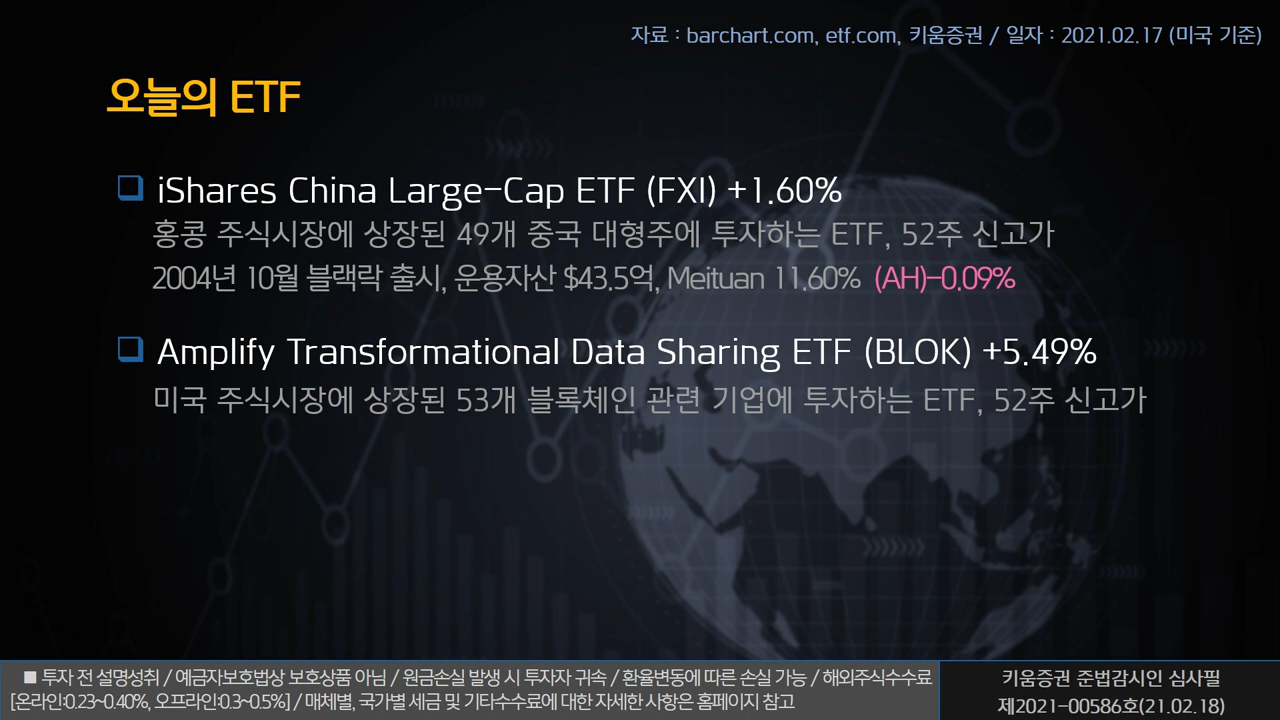 자료 : barchart.com, etf.com, 키움증권 / 일자 : 2021.02.17 (미국 기준)
오늘의 ETF
❑ iShares China Large-Cap ETF (FXI) +1.60%
홍콩 주식시장에 상장된 49개 중국 대형주에 투자하는 ETF, 52주 신고가
2004년 10월 블랙락 출시, 운용자산 $43.5억, Meituan 11.60% (AH)-0.09%
❑ Amplify Transformational Data Sharing ETF (BLOK) +5.49%
미국 주식시장에 상장된 53개 블록체인 관련 기업에 투자하는 ETF, 52주 신고가
■ 투자 전 설명성취 / 예금자보호법상 보호상품 아님 / 원금손실 발생 시 투자자 귀속 / 환율변동에 따른 손실 가능 / 해외주식수수료
[온라인:0.23~0.40%, 오프라인:0.3~0.5%] / 매체별, 국가별 세금 및 기타수수료에 대한 자세한 사항은 홈페이지 참고
키움증권 준법감시인 심사필
제2021-00586호(21.02.18)